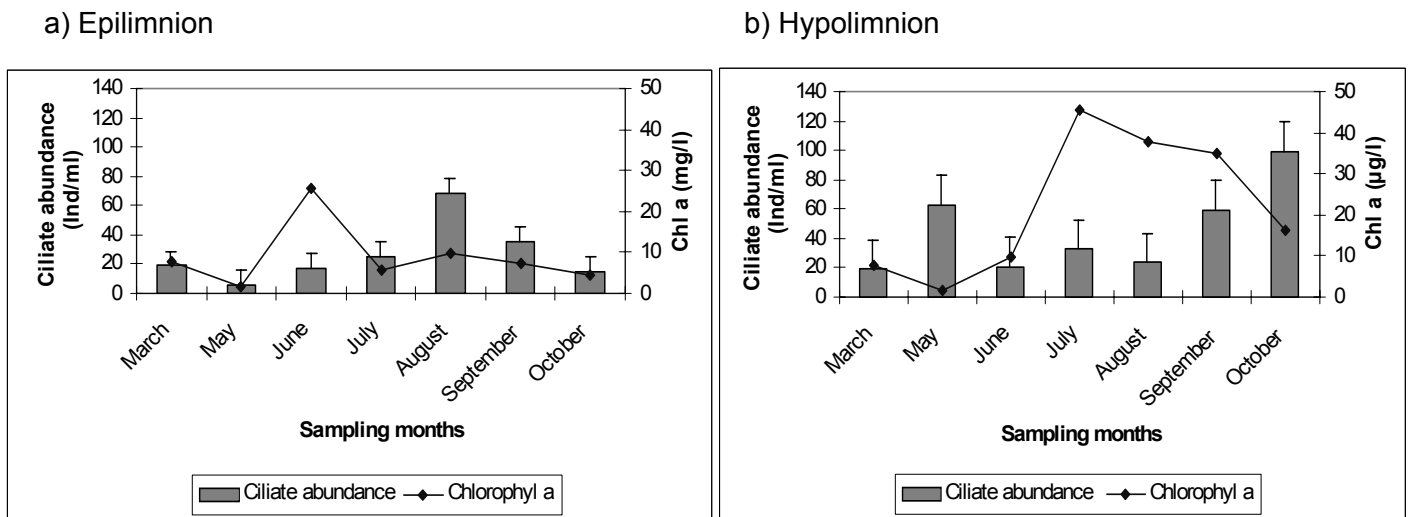 a) Epilimnion
140
120
100
80
60
40
20
0
Ciliate abundance
(Ind/ml)
50
40
30
20
10
0
Chl a (mg/l)
March
May
June
July
August
September
October
Sampling months
Ciliate abundance
Chlorophyl a
b) Hypolimnion
140
120
100
80
60
40
20
0
Ciliate abundance
(Ind/ml)
50
40
30
20
10
0
Chl a (µg/l)
March
May
June
July
August
September
October
Sampling months
Ciliate abundance
Chlorophyl a